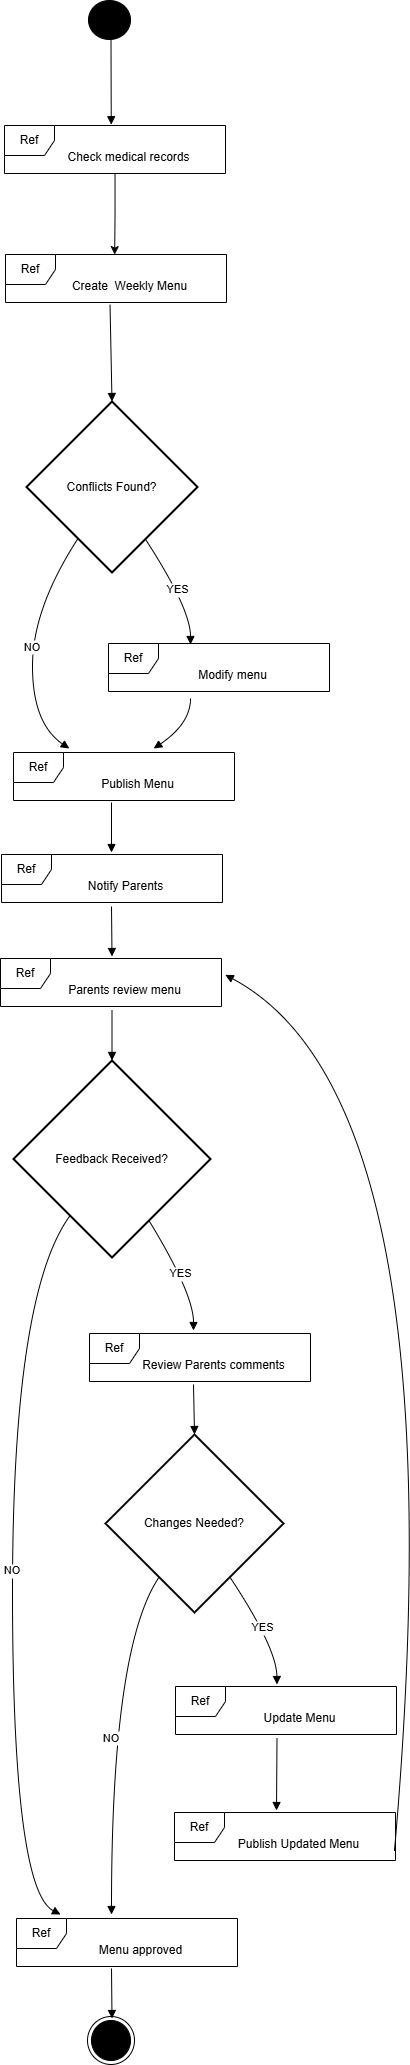 Ref
Check medical records
Ref
Create  Weekly Menu
Conflicts Found?
YES
NO
Ref
Modify menu
Ref
Publish Menu
Ref
Notify Parents
Ref
Parents review menu
Feedback Received?
YES
Ref
Review Parents comments
Changes Needed?
NO
YES
Ref
Update Menu
NO
Ref
Publish Updated Menu
Ref
Menu approved